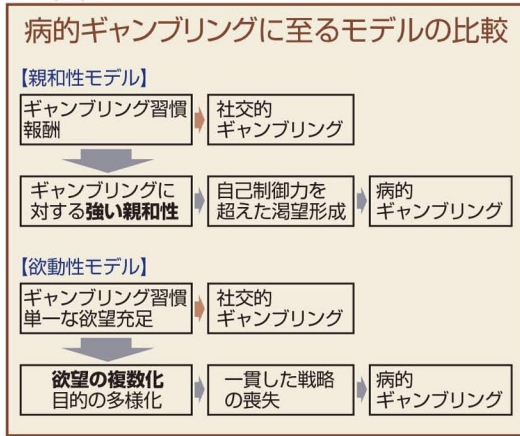 病的ギャンブリングに至るモデルの比較
【親和性モデル】
ギャンブリング習慣
報酬
社交的
ギャンブリング
ギャンブリングに
対する強い親和性
自己制御力を
超えた渇望形成
病的
ギャンブリング
【欲動性モデル】
ギャンブリング習慣
単一な欲望充足
社交的
ギャンブリング
欲望の複数化
目的の多様化
一貫した戦略
の喪失
病的
ギャンブリング